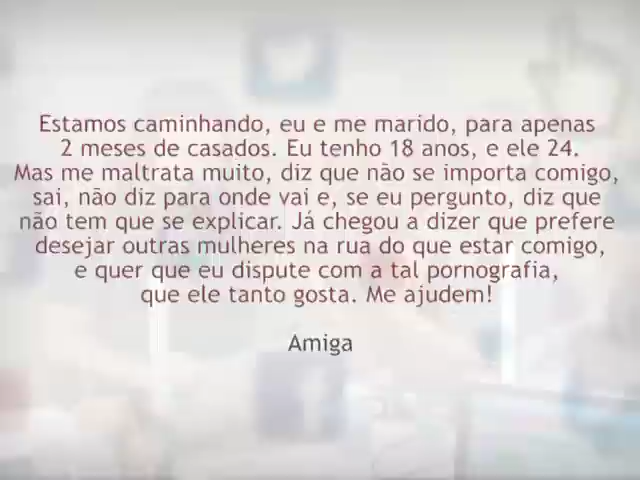 Estamos caminhando, eu e me marido, para apenas
2 meses de casados. Eu tenho 18 anos, e ele 24.
Mas me maltrata muito, diz que não se importa comigo,
sai, não diz para onde vai e, se eu pergunto, diz que
não tem que se explicar. Já chegou a dizer que prefere
desejar outras mulheres na rua do que estar comigo,
e quer que eu dispute com a tal pornografia,
que ele tanto gosta. Me ajudem!
Amiga